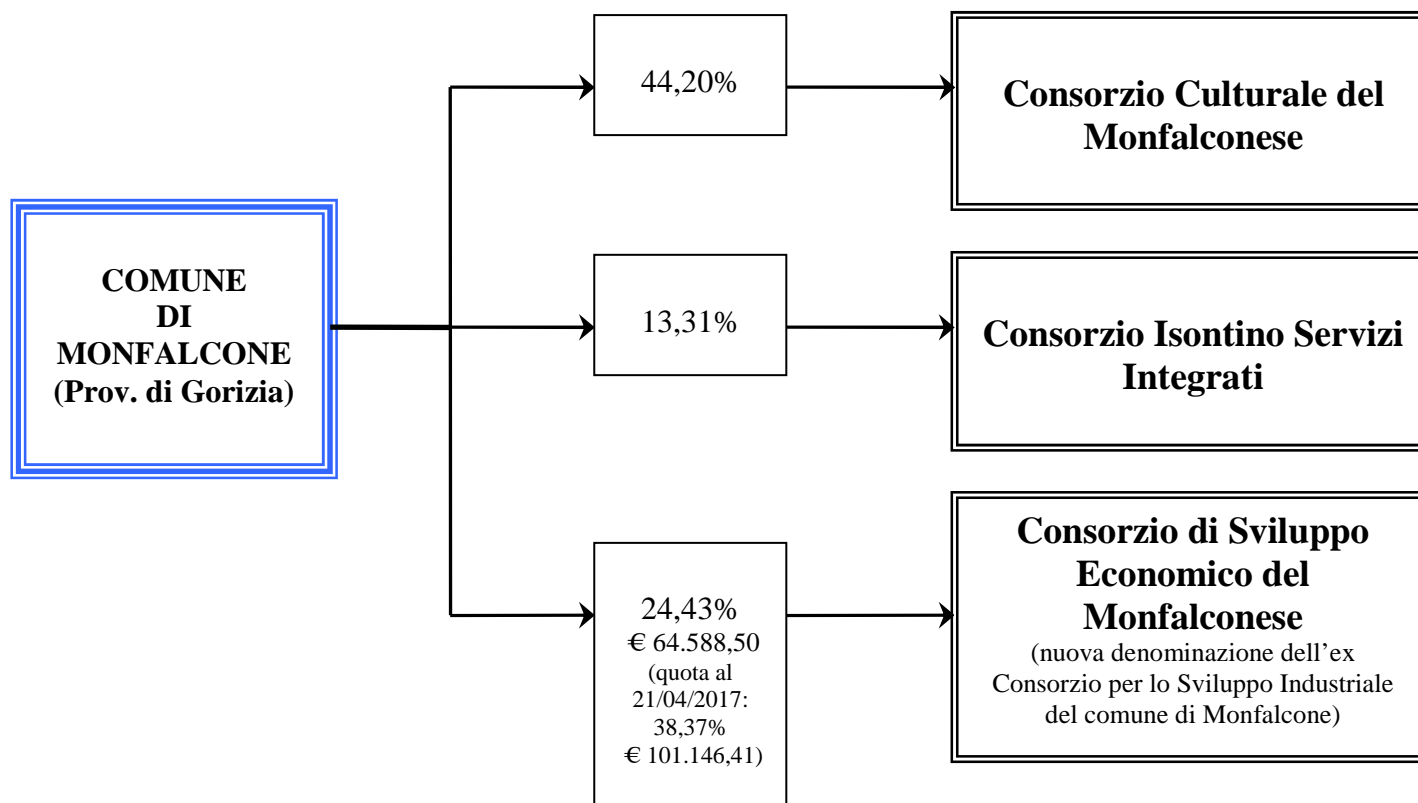 44,20%
Consorzio Culturale del
Monfalconese
COMUNE
DI
MONFALCONE
(Prov. di Gorizia)
13,31%
Consorzio Isontino Servizi
Integrati
24,43%
€ 64.588,50
(quota al
21/04/2017:
38,37%
€ 101.146,41)
Consorzio di Sviluppo
Economico del
Monfalconese
(nuova denominazione dell’ex
Consorzio per lo Sviluppo Industriale
del comune di Monfalcone)